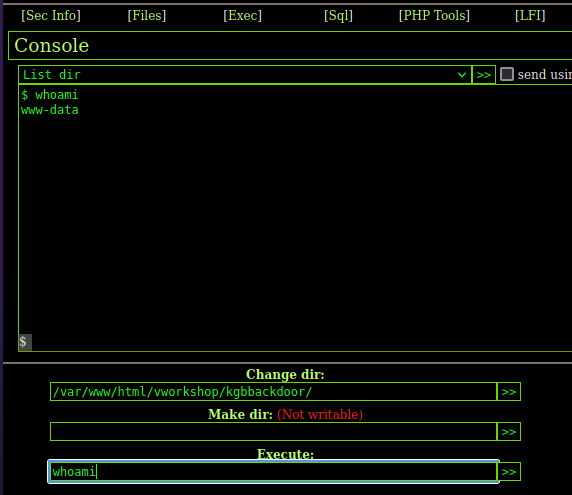 [Sec Info] [Files] [Exec] [Sql] [PHP Tools] [LFI]
Console
List dir >> send usin
$ whoami
www-data
$
Change dir:
/var/www/html/vworkshop/kgbbackdoor/ >>
Make dir: (Not writable)
>>
Execute:
whoami >>